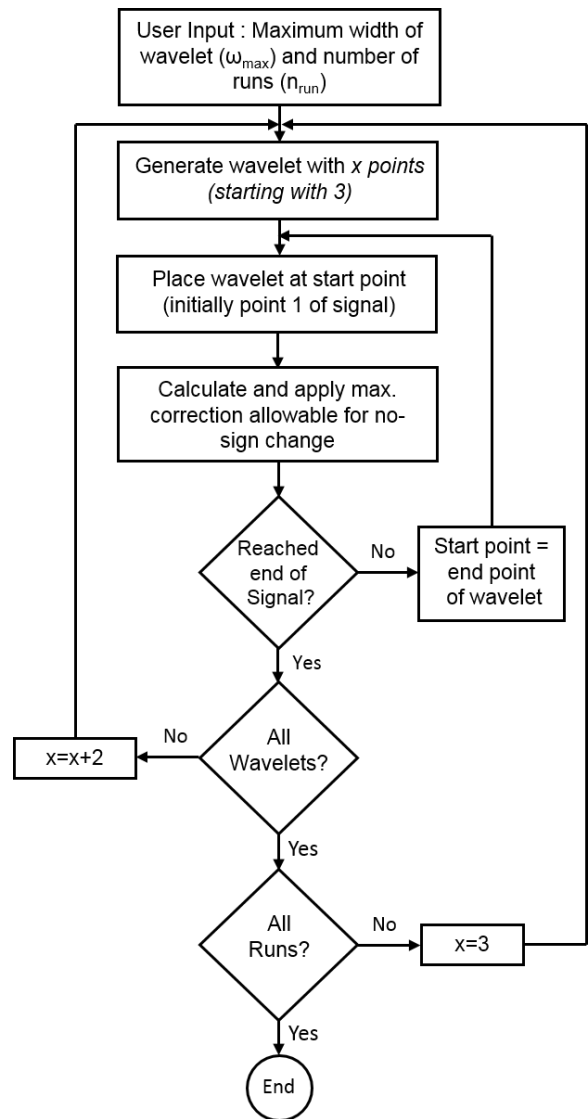 User Input : Maximum width of
wavelet (ω_max) and number of
runs (n_run)
Generate wavelet with x points
(starting with 3)
Place wavelet at start point
(initially point 1 of signal)
Calculate and apply max.
correction allowable for no-
sign change
Reached
end of
Signal?
No
Start point =
end point
of wavelet
Yes
All
Wavelets?
No
x=x+2
Yes
All
Runs?
No
x=3
Yes
End